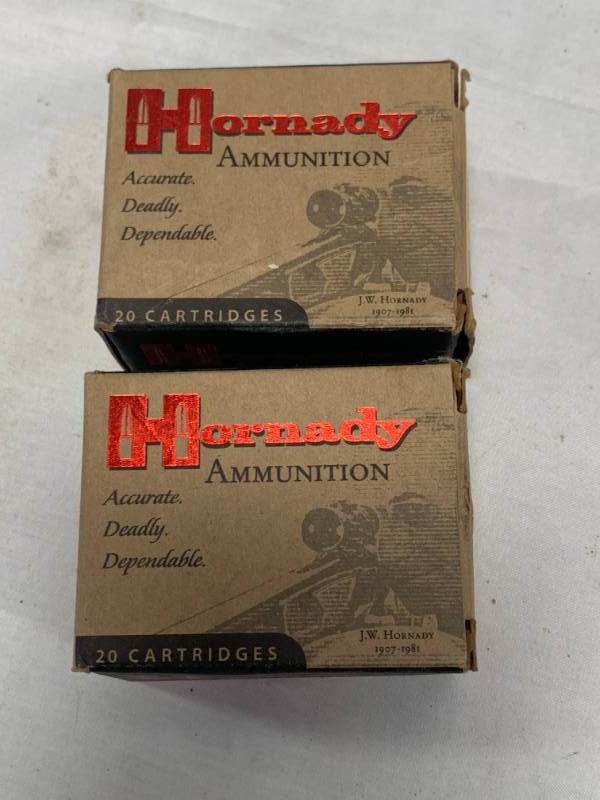 Hornady
AMMUNITION
Accurate.
Deadly.
Dependable.
J.W. HORNADY
1907-1981
20 CARTRIDGES
Hornady
AMMUNITION
Accurate.
Deadly.
Dependable.
J.W. HORNADY
1907-1981
20 CARTRIDGES